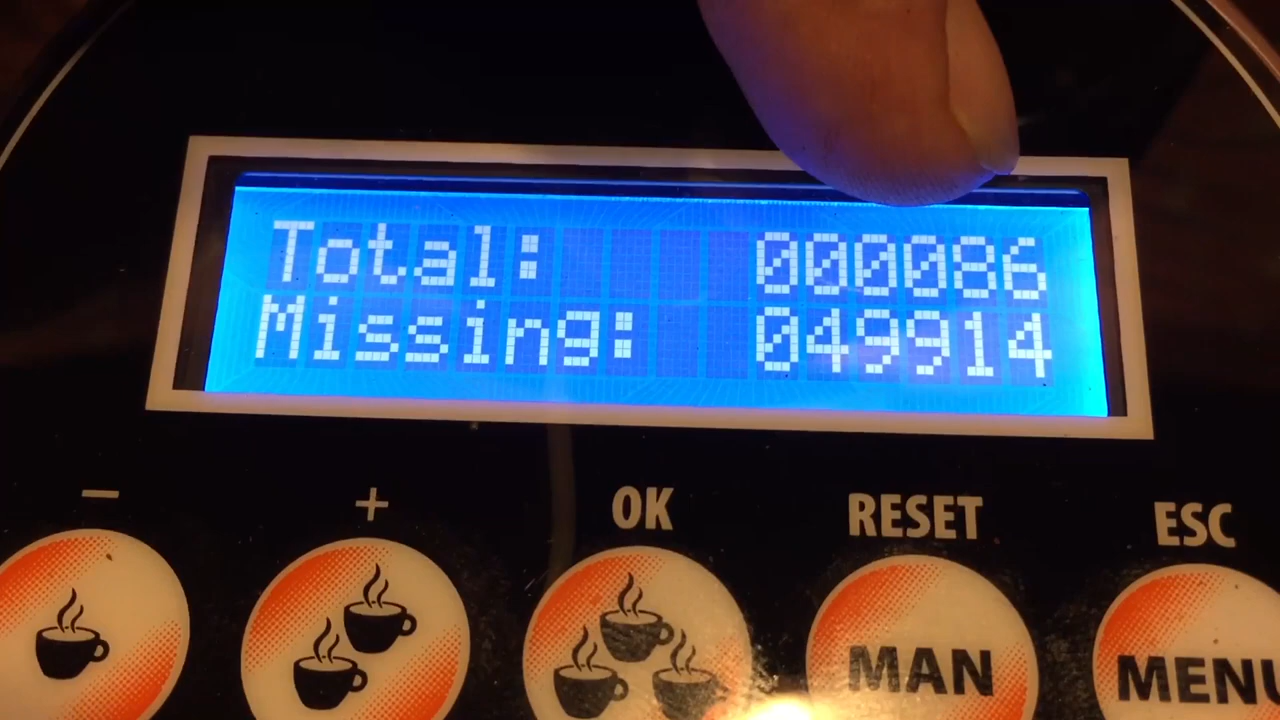 Total: 000086
Missing: 049914
− + OK RESET ESC
MAN MENU